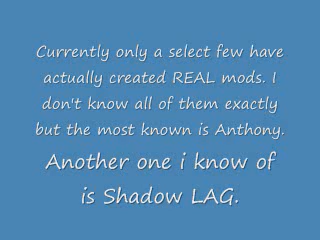 Currently only a select few have
actually created REAL mods. I
don't know all of them exactly
but the most known is Anthony.
Another one i know of
is Shadow LAG.